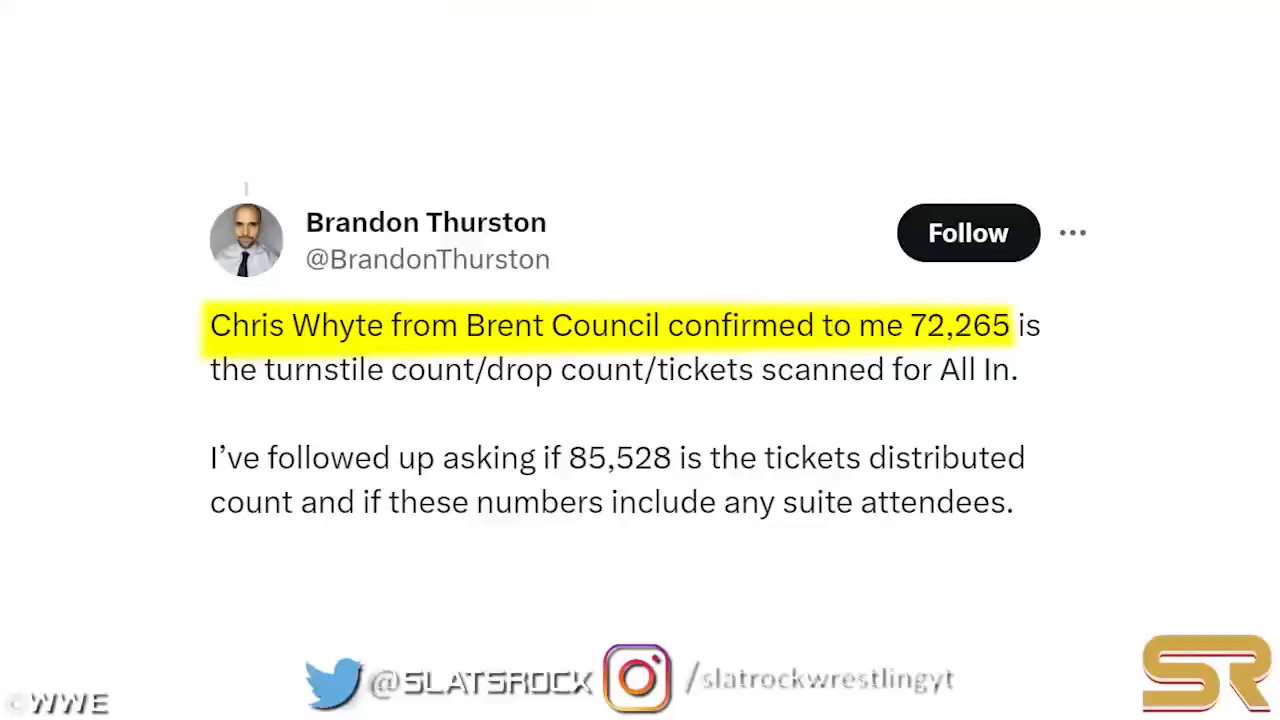 Brandon Thurston
@BrandonThurston
Follow
Chris Whyte from Brent Council confirmed to me 72,265 is
the turnstile count/drop count/tickets scanned for All In.
I’ve followed up asking if 85,528 is the tickets distributed
count and if these numbers include any suite attendees.
@SLATSROCK
/slatrockwrestlingyt
SR
©WWE